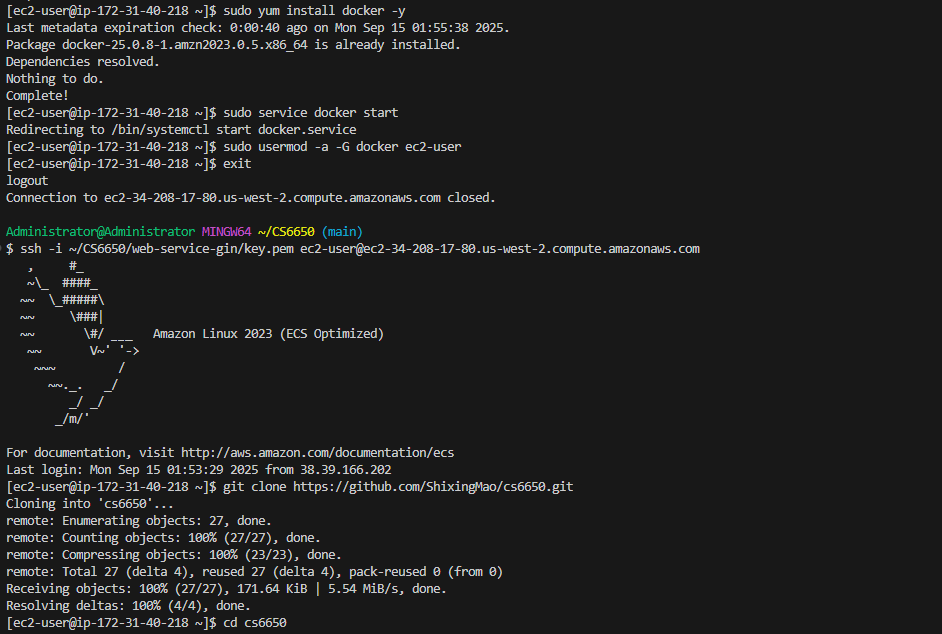 [ec2-user@ip-172-31-40-218 ~]$ sudo yum install docker -y
Last metadata expiration check: 0:00:40 ago on Mon Sep 15 01:55:38 2025.
Package docker-25.0.8-1.amzn2023.0.5.x86_64 is already installed.
Dependencies resolved.
Nothing to do.
Complete!
[ec2-user@ip-172-31-40-218 ~]$ sudo service docker start
Redirecting to /bin/systemctl start docker.service
[ec2-user@ip-172-31-40-218 ~]$ sudo usermod -a -G docker ec2-user
[ec2-user@ip-172-31-40-218 ~]$ exit
logout
Connection to ec2-34-208-17-80.us-west-2.compute.amazonaws.com closed.

Administrator@Administrator MINGW64 ~/CS6650 (main)
$ ssh -i ~/CS6650/web-service-gin/key.pem ec2-user@ec2-34-208-17-80.us-west-2.compute.amazonaws.com
   ,     #_
   ~\_  ####_
  ~~  \_#####\
  ~~     \###|
  ~~       \#/ ___   Amazon Linux 2023 (ECS Optimized)
   ~~       V~' '->
    ~~~         /
      ~~._.   _/
         _/ _/
       _/m/'

For documentation, visit http://aws.amazon.com/documentation/ecs
Last login: Mon Sep 15 01:53:29 2025 from 38.39.166.202
[ec2-user@ip-172-31-40-218 ~]$ git clone https://github.com/ShixingMao/cs6650.git
Cloning into 'cs6650'...
remote: Enumerating objects: 27, done.
remote: Counting objects: 100% (27/27), done.
remote: Compressing objects: 100% (23/23), done.
remote: Total 27 (delta 4), reused 27 (delta 4), pack-reused 0 (from 0)
Receiving objects: 100% (27/27), 171.64 KiB | 5.54 MiB/s, done.
Resolving deltas: 100% (4/4), done.
[ec2-user@ip-172-31-40-218 ~]$ cd cs6650